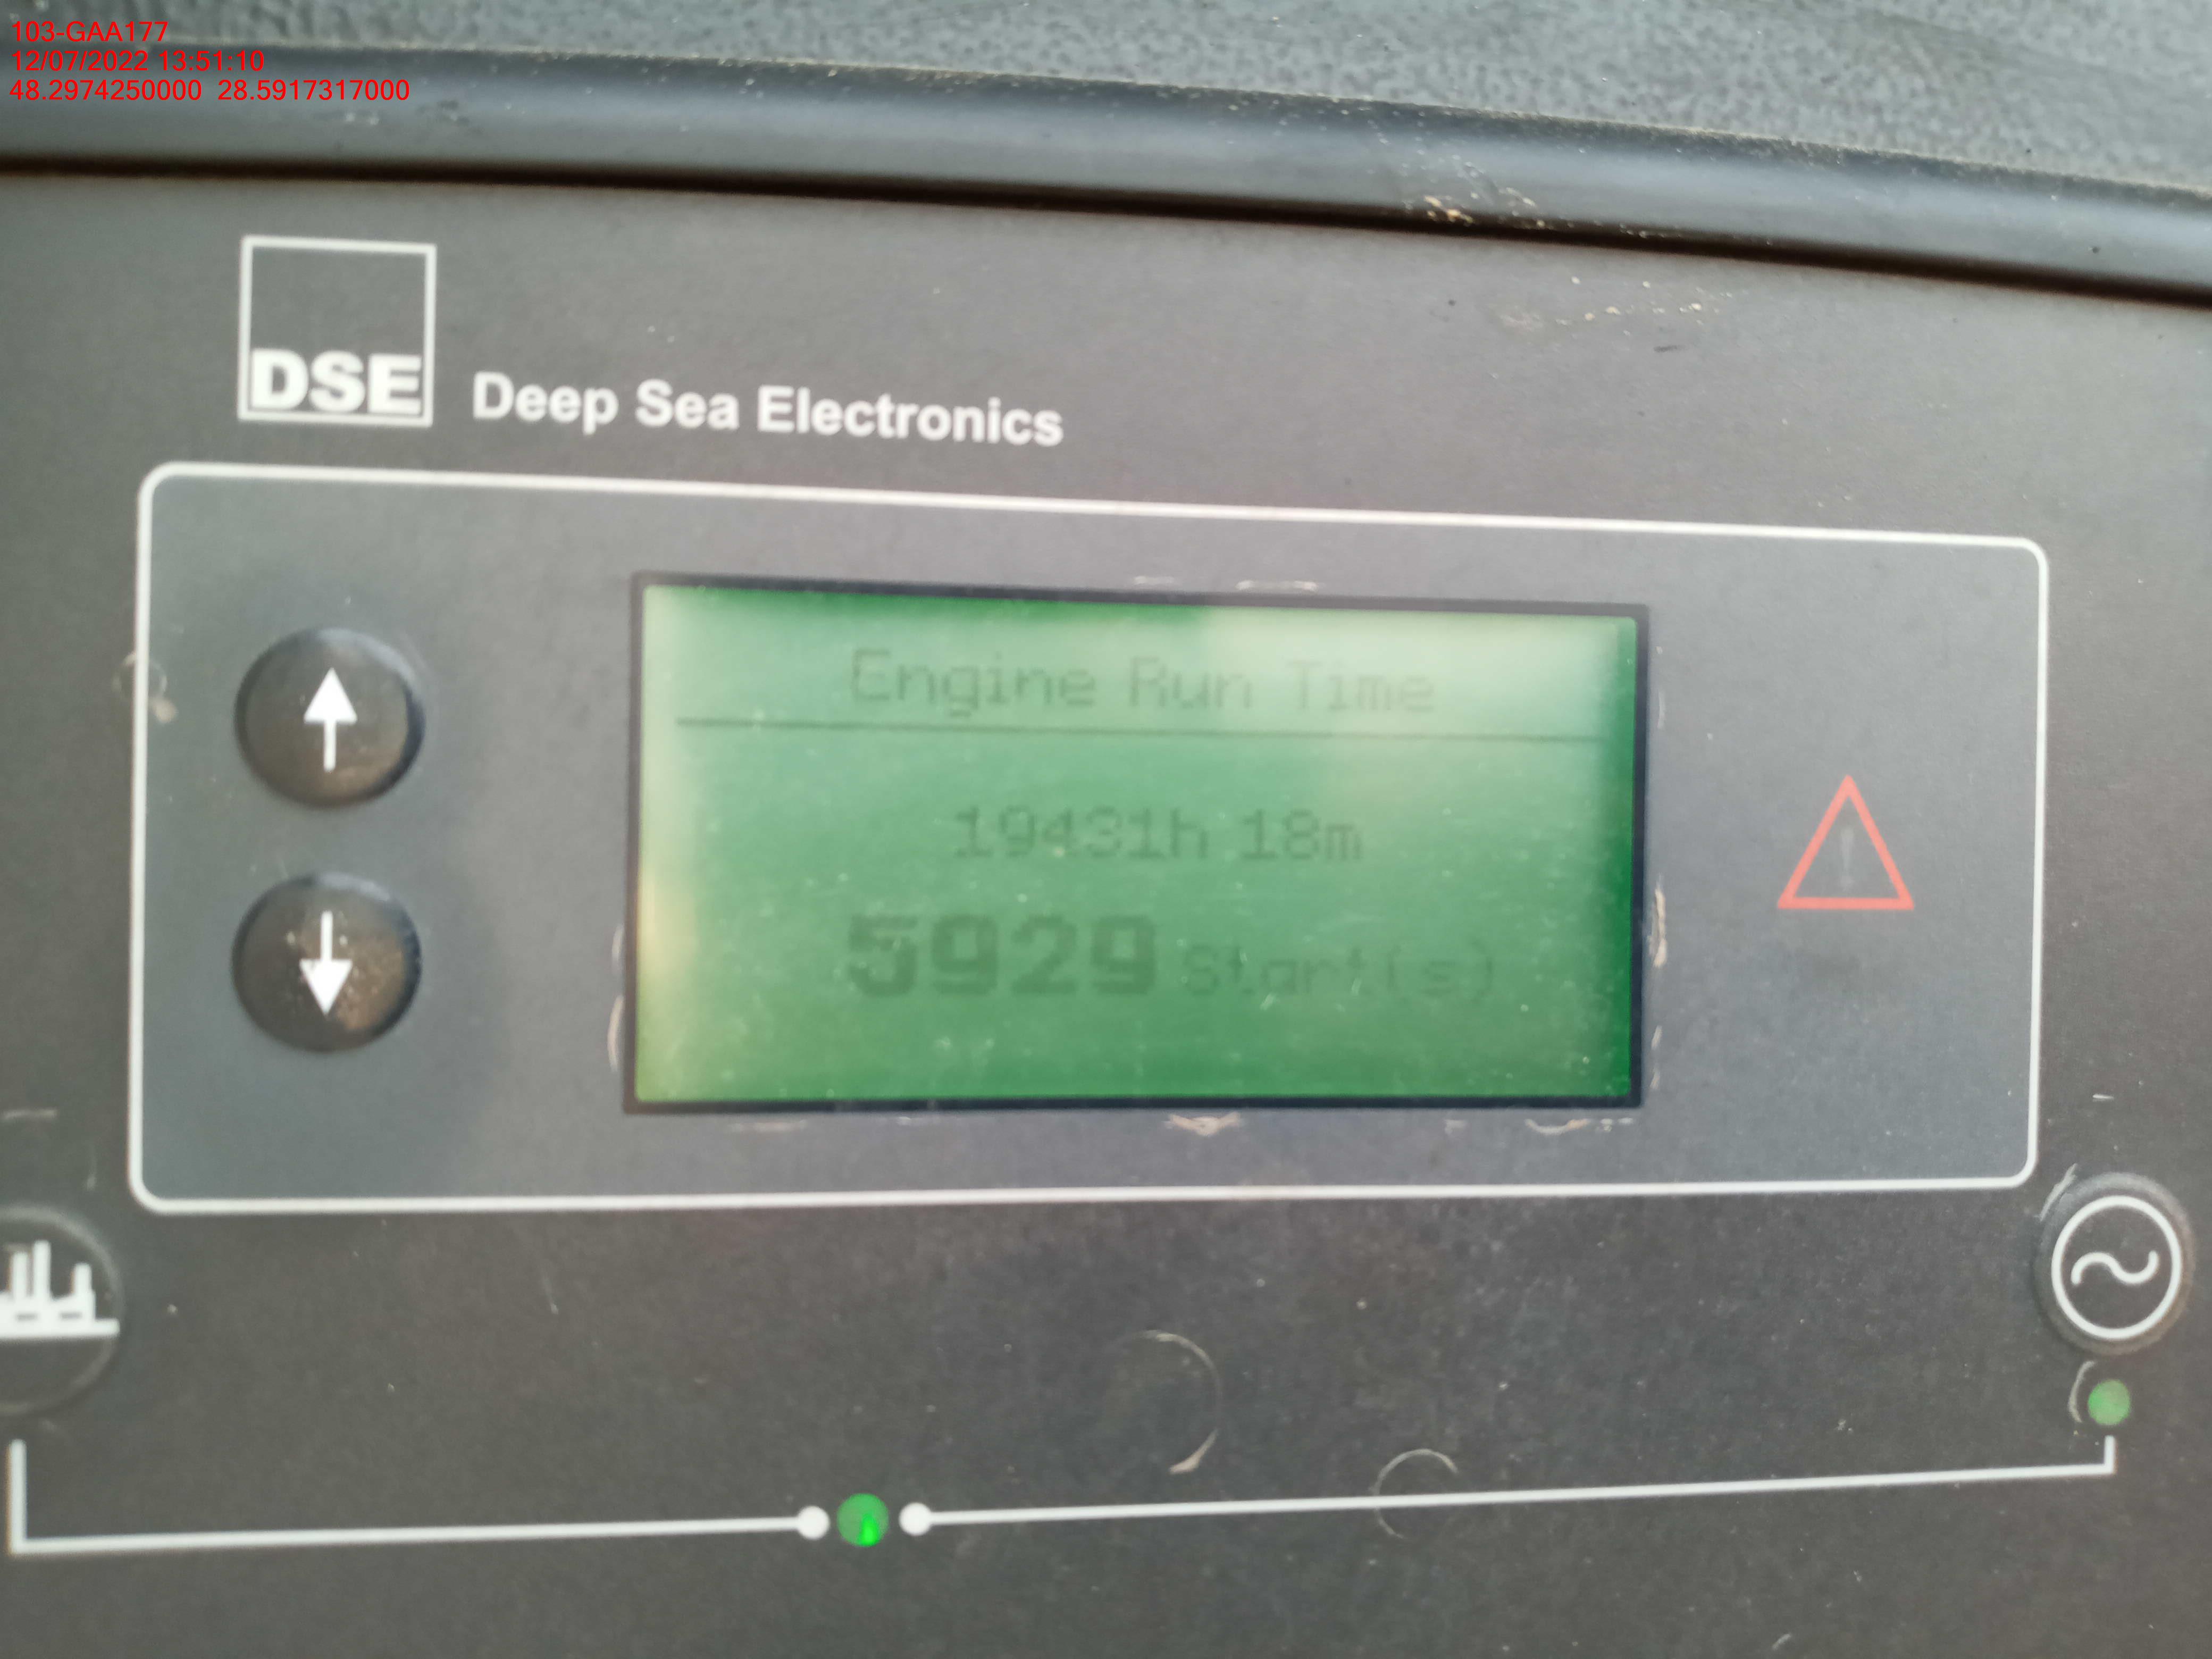 103-GAA177
12/07/2022 13:51:10
48.2974250000 28.5917317000
DSE
Deep Sea Electronics
Engine Run Time
19431h 18m
5929 Start(s)